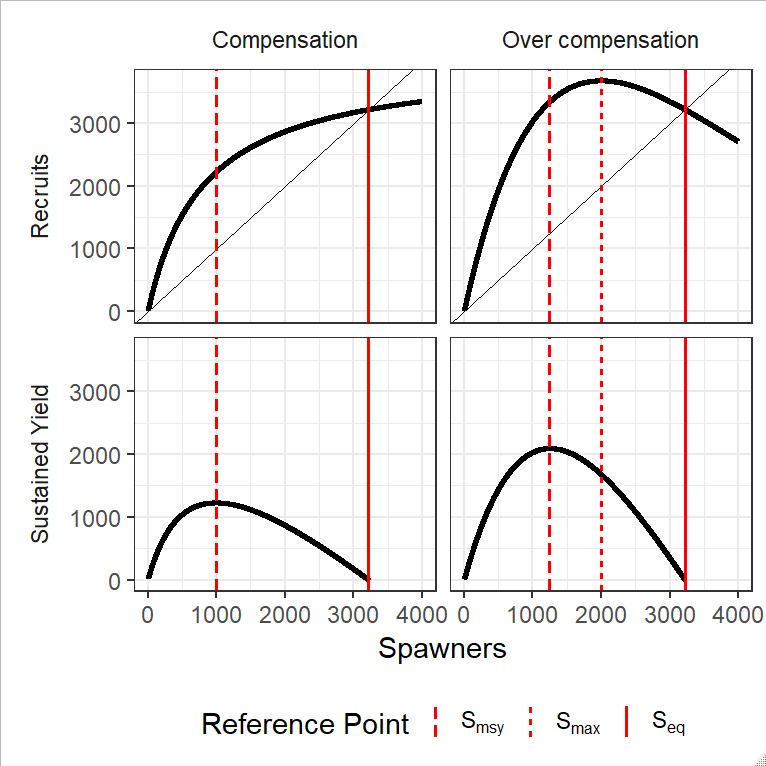 Compensation Over compensation
Recruits
3000
2000
1000
0
Sustained Yield
3000
2000
1000
0
0 1000 2000 3000 4000 0 1000 2000 3000 4000
Spawners
Reference Point Smsy Smax Seq